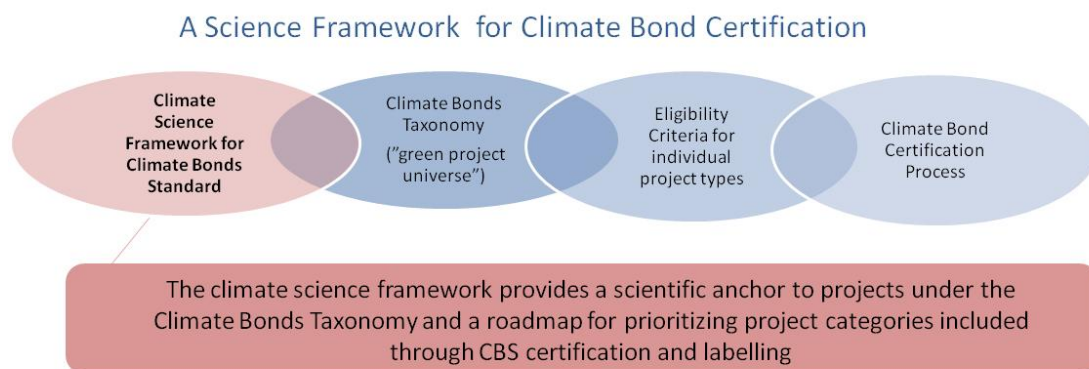 A Science Framework  for Climate Bond Certification
Climate
Science
Framework for
Climate Bonds
Standard
Climate Bonds
Taxonomy
(”green project
universe”)
Eligibility
Criteria for
individual
project types
Climate Bond
Certification
Process
The climate science framework provides a scientific anchor to projects under the
Climate Bonds Taxonomy and a roadmap for prioritizing project categories included
through CBS certification and labelling